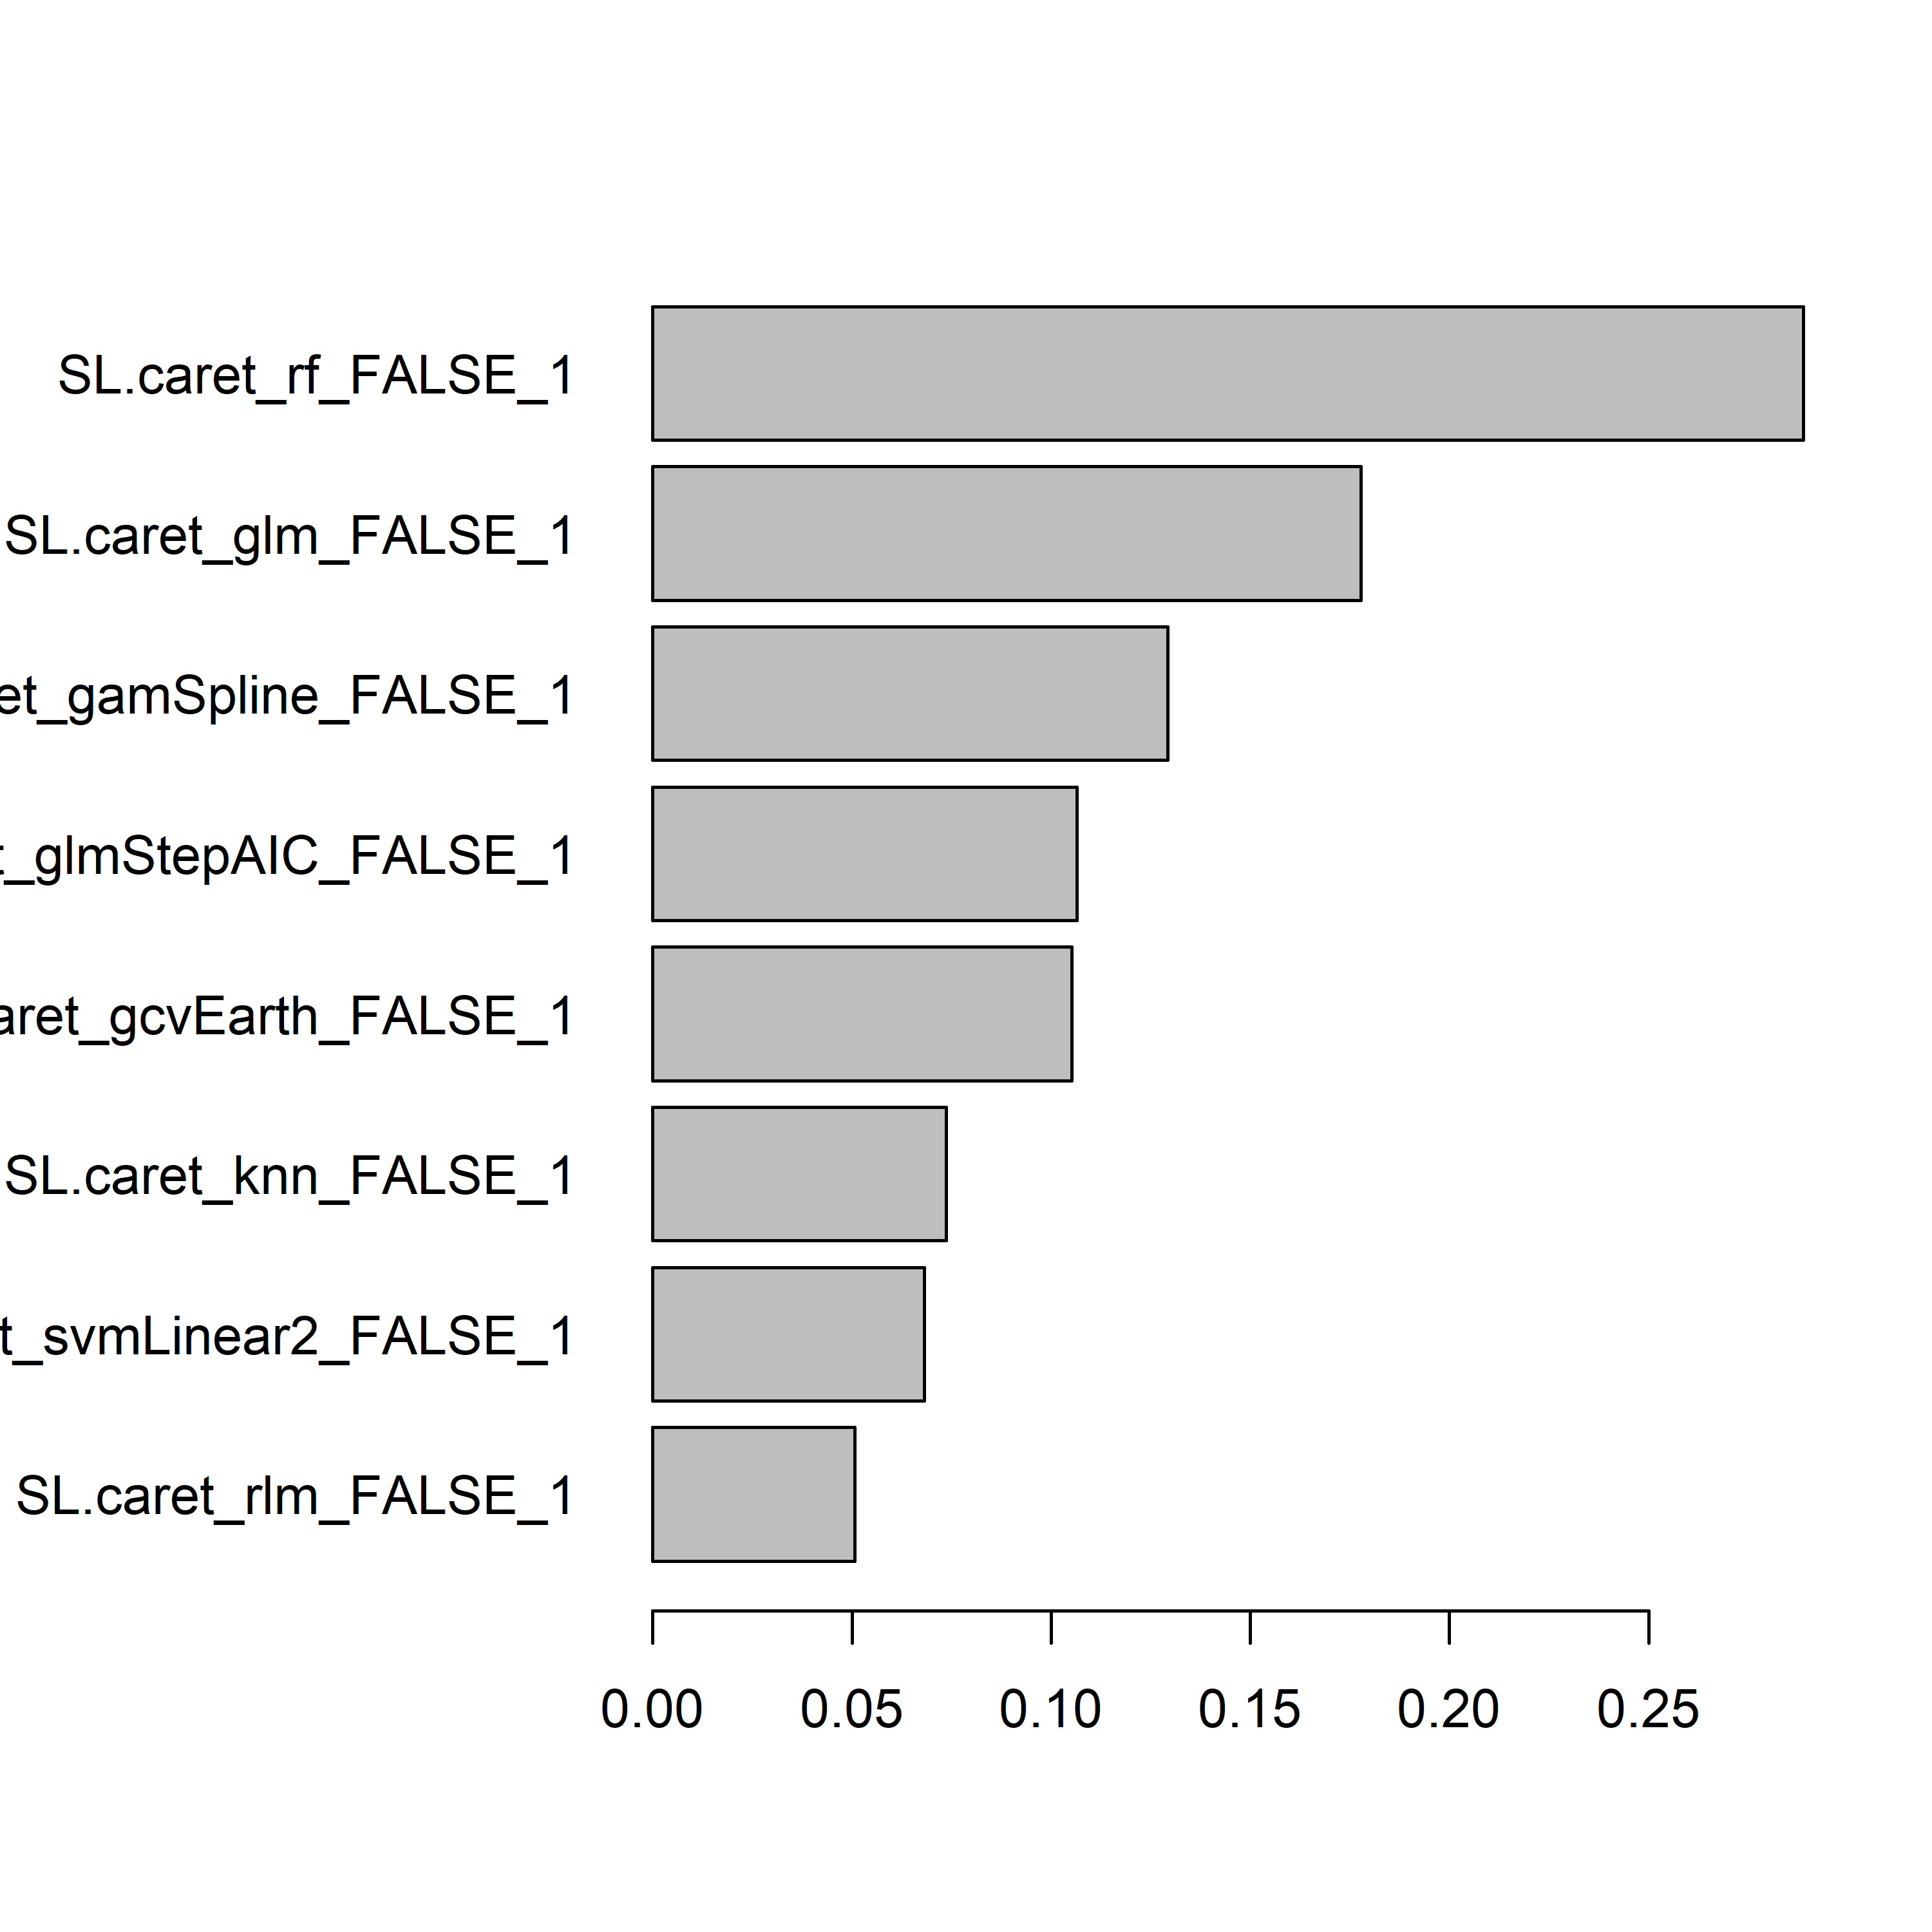 SL.caret_rf_FALSE_1
SL.caret_glm_FALSE_1
et_gamSpline_FALSE_1
t_glmStepAIC_FALSE_1
aret_gcvEarth_FALSE_1
SL.caret_knn_FALSE_1
t_svmLinear2_FALSE_1
SL.caret_rlm_FALSE_1
0.00 0.05 0.10 0.15 0.20 0.25